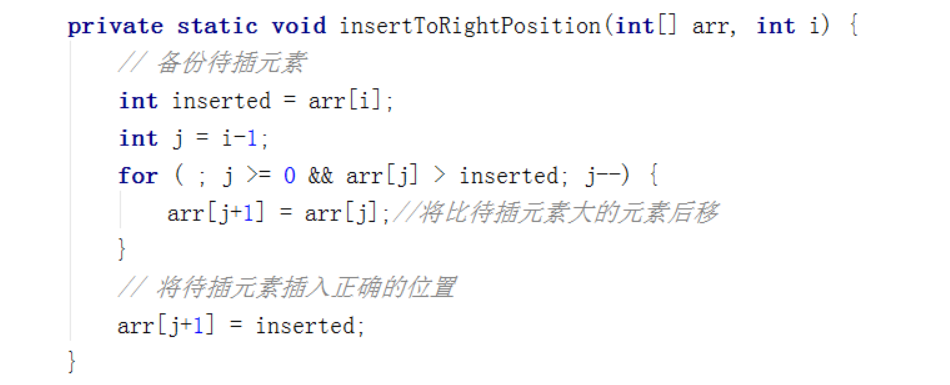 private static void insertToRightPosition(int[] arr, int i) {
// 备份待插元素
int inserted = arr[i];
int j = i-1;
for ( ; j >= 0 && arr[j] > inserted; j--) {
arr[j+1] = arr[j];//将比待插元素大的元素后移
}
// 将待插元素插入正确的位置
arr[j+1] = inserted;
}